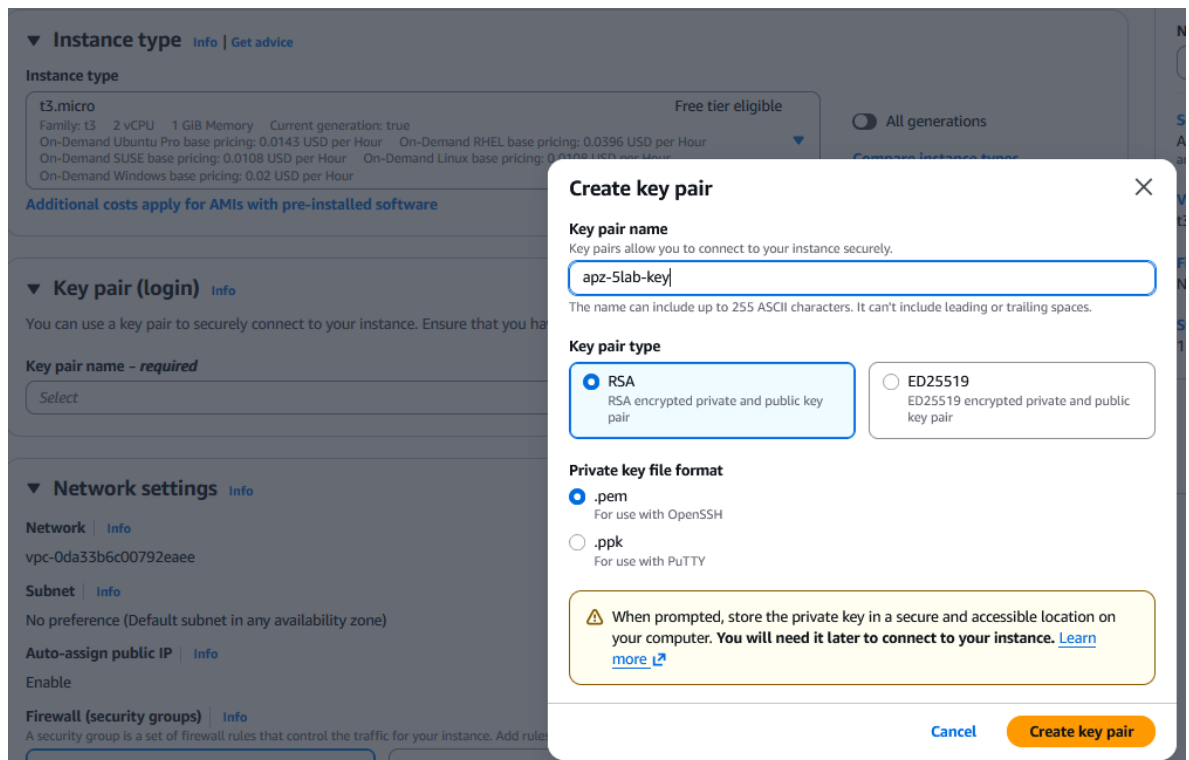 Instance type Info | Get advice
Instance type
t3.micro Free tier eligible
Family: t3 2 vCPU 1 GiB Memory Current generation: true
On-Demand Ubuntu Pro base pricing: 0.0143 USD per Hour On-Demand RHEL base pricing: 0.0396 USD per Hour
On-Demand SUSE base pricing: 0.0108 USD per Hour On-Demand Linux base pricing: 0.0108 USD per Hour
On-Demand Windows base pricing: 0.02 USD per Hour
All generations
Compare instance types
Additional costs apply for AMIs with pre-installed software
Key pair (login) Info
You can use a key pair to securely connect to your instance. Ensure that you ha
Key pair name – required
Select
Network settings Info
Network Info
vpc-0da33b6c00792eaee
Subnet Info
No preference (Default subnet in any availability zone)
Auto-assign public IP Info
Enable
Firewall (security groups) Info
A security group is a set of firewall rules that control the traffic for your instance. Add rules
Create key pair
Key pair name
Key pairs allow you to connect to your instance securely.
apz-5lab-key
The name can include up to 255 ASCII characters. It can't include leading or trailing spaces.
Key pair type
RSA
RSA encrypted private and public key
pair
ED25519
ED25519 encrypted private and public
key pair
Private key file format
.pem
For use with OpenSSH
.ppk
For use with PuTTY
When prompted, store the private key in a secure and accessible location on
your computer. You will need it later to connect to your instance. Learn
more
Cancel Create key pair